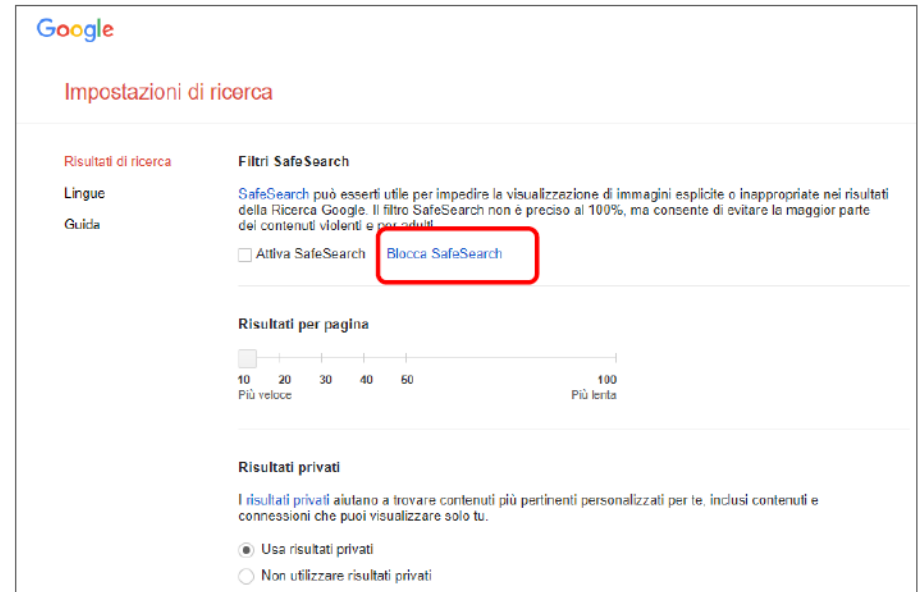 Google
Impostazioni di ricerca
Risultati di ricerca
Lingue
Guida
Filtri SafeSearch
SafeSearch può esserti utile per impedire la visualizzazione di immagini esplicite o inappropriate nei risultati
della Ricerca Google. Il filtro SafeSearch non è preciso al 100%, ma consente di evitare la maggior parte
dei contenuti violenti e per adulti.
Attiva SafeSearch Blocca SafeSearch
Risultati per pagina
10 20 30 40 50 100
Più veloce Più lenta
Risultati privati
I risultati privati aiutano a trovare contenuti più pertinenti personalizzati per te, inclusi contenuti e
connessioni che puoi visualizzare solo tu.
Usa risultati privati
Non utilizzare risultati privati